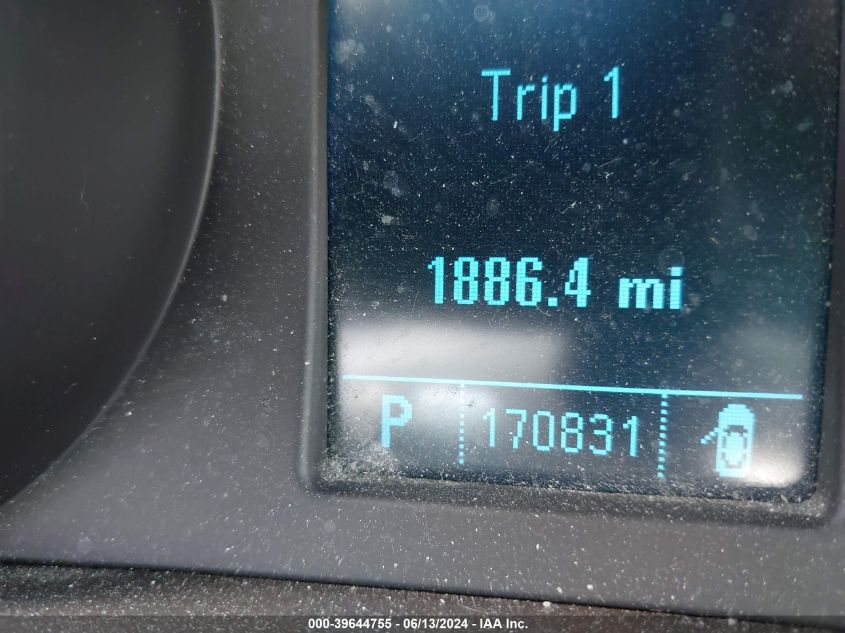 Trip 1
1886.4 mi
P 170831
000-39644755 - 06/13/2024 - IAA Inc.